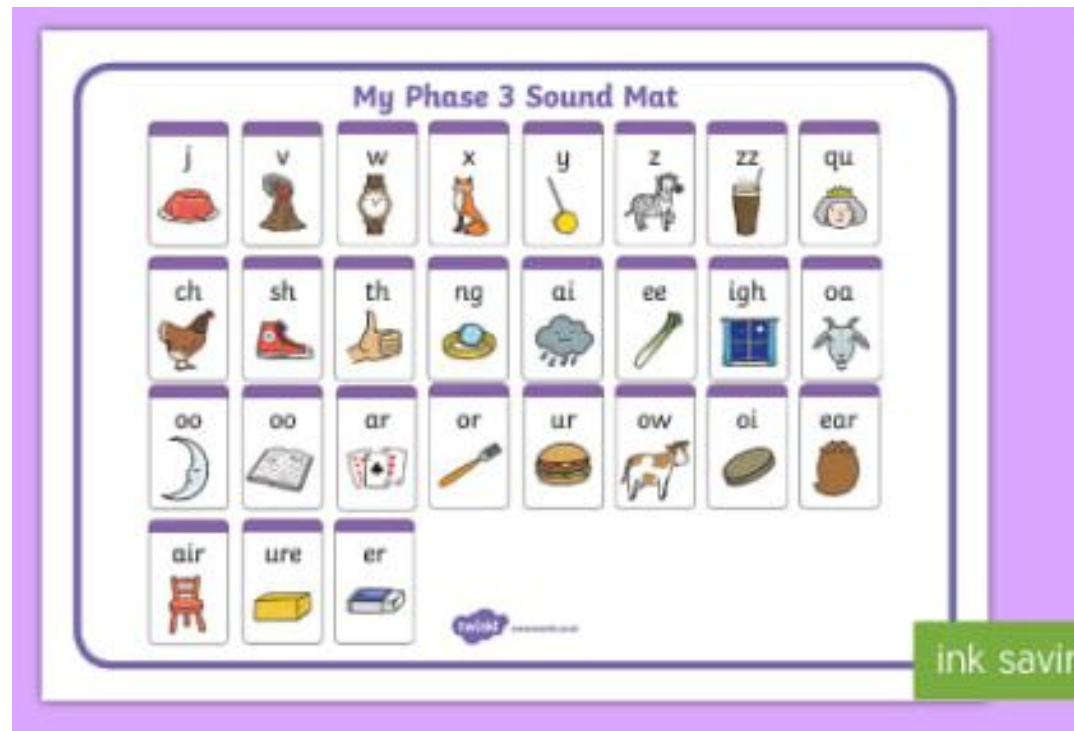 My Phase 3 Sound Mat
j v w x y z zz qu
ch sh th ng ai ee igh oa
oo oo ar or ur ow oi ear
air ure er
twinkl
ink savin